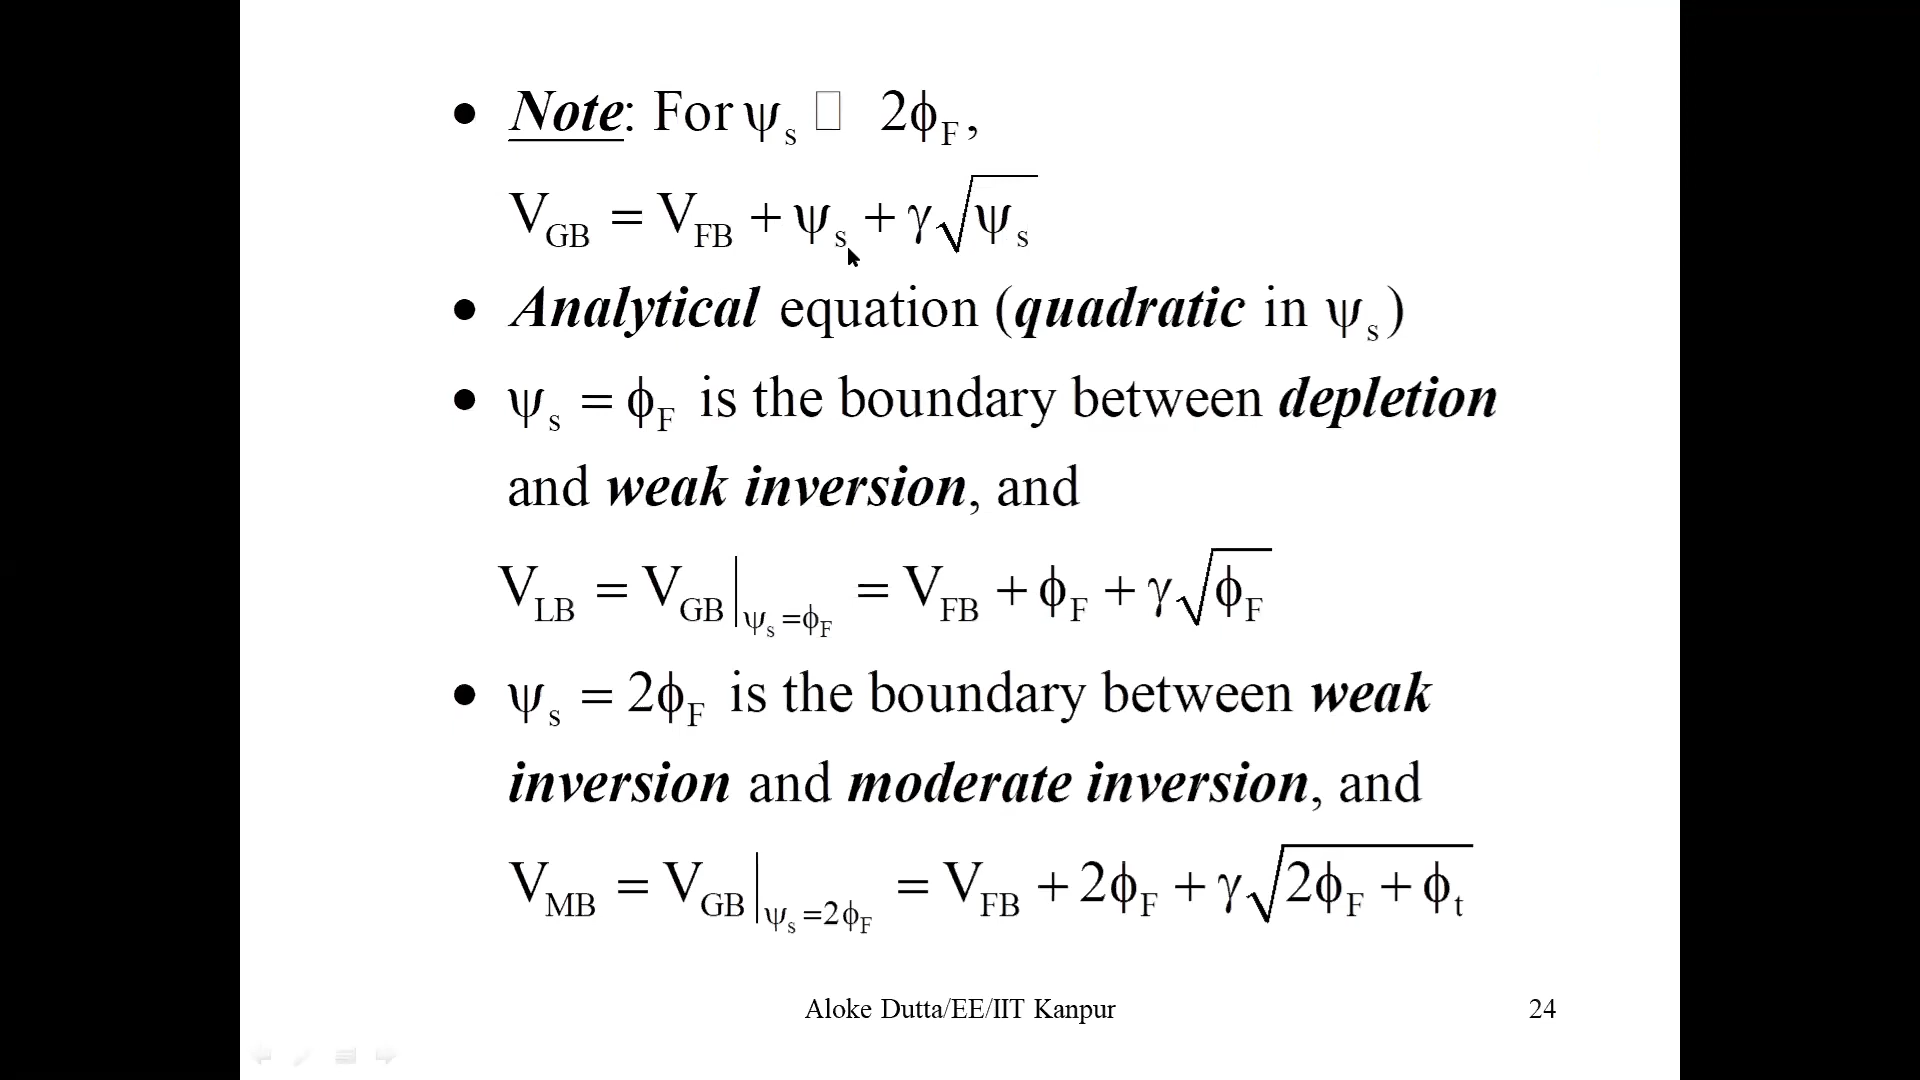 • Note: For ψs □ 2ϕF,
VGB = VFB + ψs + γ√ψs
• Analytical equation (quadratic in ψs)
• ψs = ϕF is the boundary between depletion
and weak inversion, and
VLB = VGB|ψs=ϕF = VFB + ϕF + γ√ϕF
• ψs = 2ϕF is the boundary between weak
inversion and moderate inversion, and
VMB = VGB|ψs=2ϕF = VFB + 2ϕF + γ√(2ϕF + ϕt)
Aloke Dutta/EE/IIT Kanpur 24